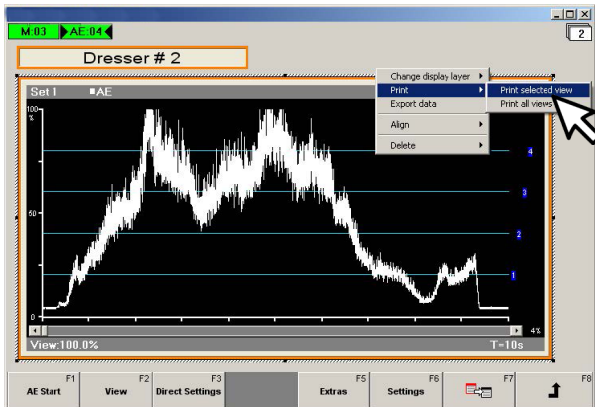 M:03 AE:04
2
Dresser # 2
Change display layer
Print
Print selected view
Export data
Print all views
Align
Delete
Set 1 AE
100-
%
4
3
50 -
2
1
0 -
4%
View:100.0% T=10s
F1 F2 F3 F5 F6 F7 F8
AE Start View Direct Settings Extras Settings